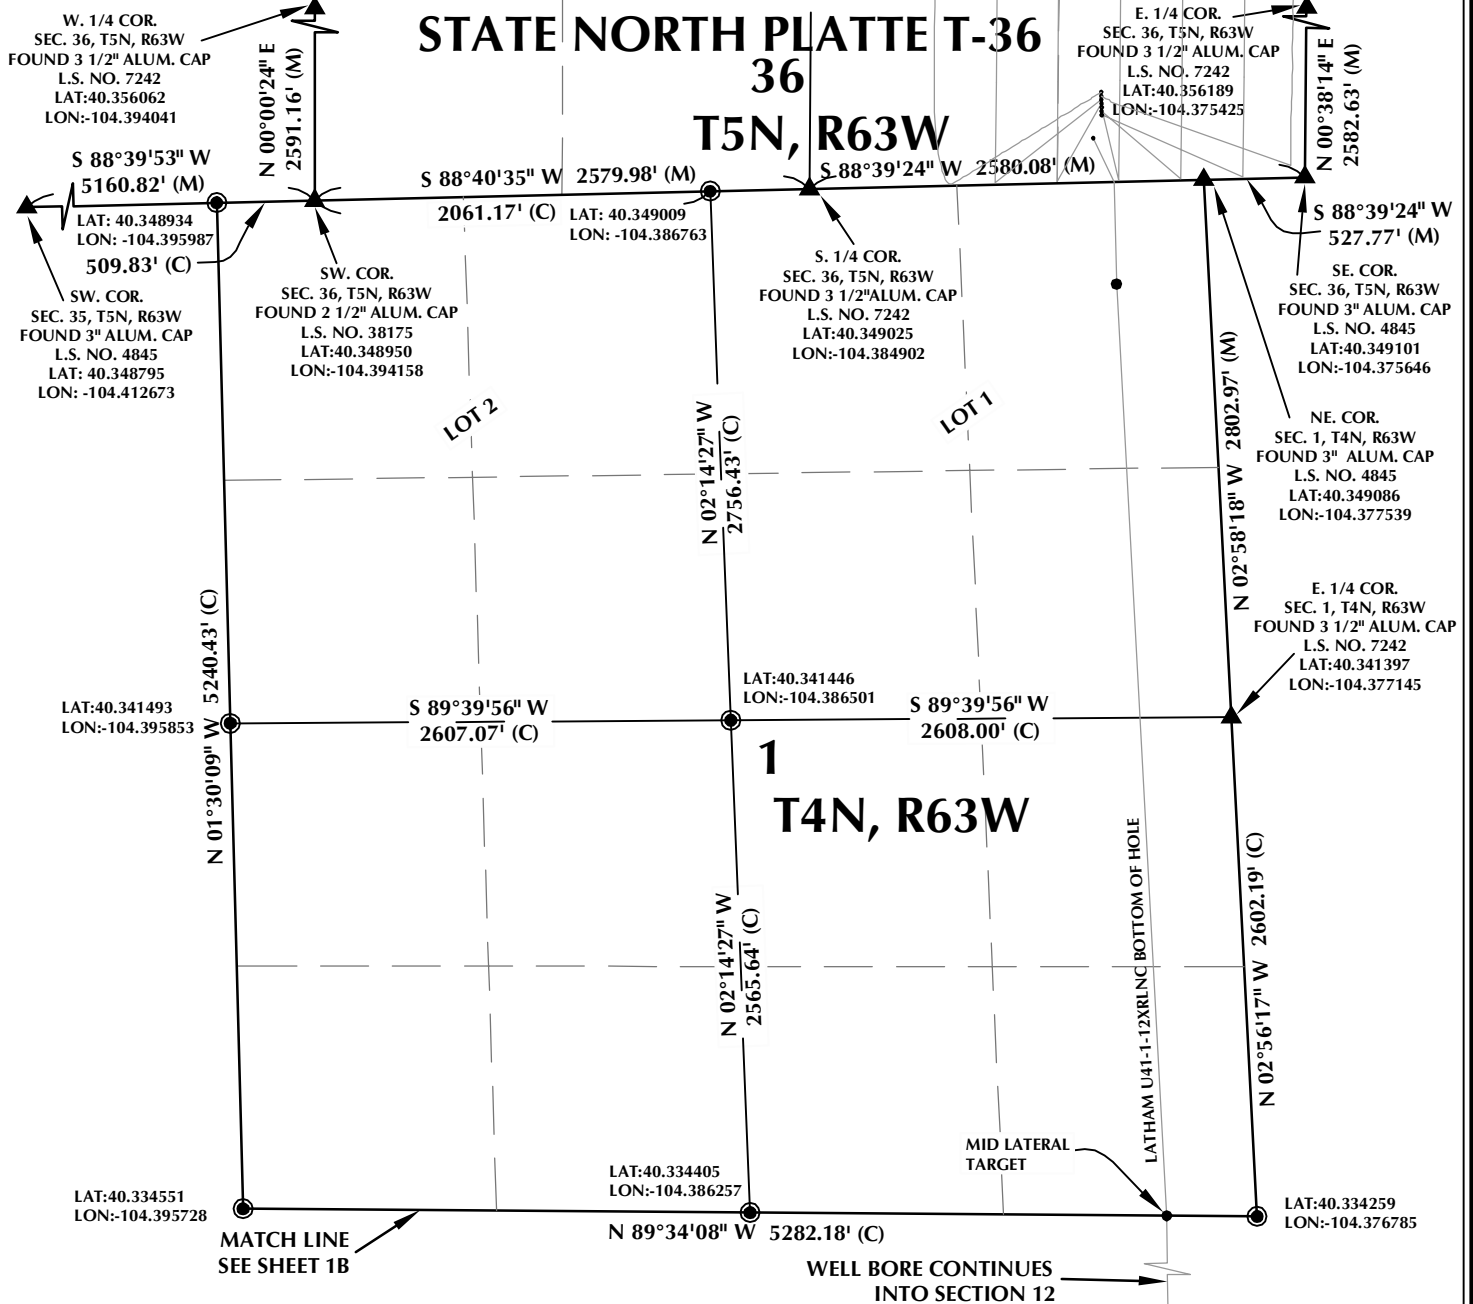 W. 1/4 COR.
SEC. 36, T5N, R63W
FOUND 3 1/2" ALUM. CAP
L.S. NO. 7242
LAT:40.356062
LON:-104.394041
N 00°00'24" E
2591.16' (M)
STATE NORTH PLATTE T-36
36
T5N, R63W
E. 1/4 COR.
SEC. 36, T5N, R63W
FOUND 3 1/2" ALUM. CAP
L.S. NO. 7242
LAT:40.356189
LON:-104.375425
N 00°38'14" E
2582.63' (M)
S 88°39'53" W
5160.82' (M)
S 88°40'35" W 2579.98' (M)
S 88°39'24" W 2580.08' (M)
LAT: 40.348934
LON: -104.395987
509.83' (C)
2061.17' (C)
LAT: 40.349009
LON: -104.386763
S 88°39'24" W
527.77' (M)
SW. COR.
SEC. 35, T5N, R63W
FOUND 3" ALUM. CAP
L.S. NO. 4845
LAT: 40.348795
LON: -104.412673
SW. COR.
SEC. 36, T5N, R63W
FOUND 2 1/2" ALUM. CAP
L.S. NO. 38175
LAT:40.348950
LON:-104.394158
S. 1/4 COR.
SEC. 36, T5N, R63W
FOUND 3 1/2"ALUM. CAP
L.S. NO. 7242
LAT:40.349025
LON:-104.384902
SE. COR.
SEC. 36, T5N, R63W
FOUND 3" ALUM. CAP
L.S. NO. 4845
LAT:40.349101
LON:-104.375646
LOT 2
LOT 1
N 02°14'27" W
2756.43' (C)
N 02°58'18" W 2802.97' (M)
NE. COR.
SEC. 1, T4N, R63W
FOUND 3" ALUM. CAP
L.S. NO. 4845
LAT:40.349086
LON:-104.377539
E. 1/4 COR.
SEC. 1, T4N, R63W
FOUND 3 1/2" ALUM. CAP
L.S. NO. 7242
LAT:40.341397
LON:-104.377145
N 01°30'09" W 5240.43' (C)
LAT:40.341493
LON:-104.395853
S 89°39'56" W
2607.07' (C)
LAT:40.341446
LON:-104.386501
S 89°39'56" W
2608.00' (C)
1
T4N, R63W
N 02°14'27" W
2565.64' (C)
LATHAM U41-1-12XRLNC BOTTOM OF HOLE
N 02°56'17" W 2602.19' (C)
MID LATERAL
TARGET
LAT:40.334551
LON:-104.395728
LAT:40.334405
LON:-104.386257
LAT:40.334259
LON:-104.376785
MATCH LINE
SEE SHEET 1B
N 89°34'08" W 5282.18' (C)
WELL BORE CONTINUES
INTO SECTION 12